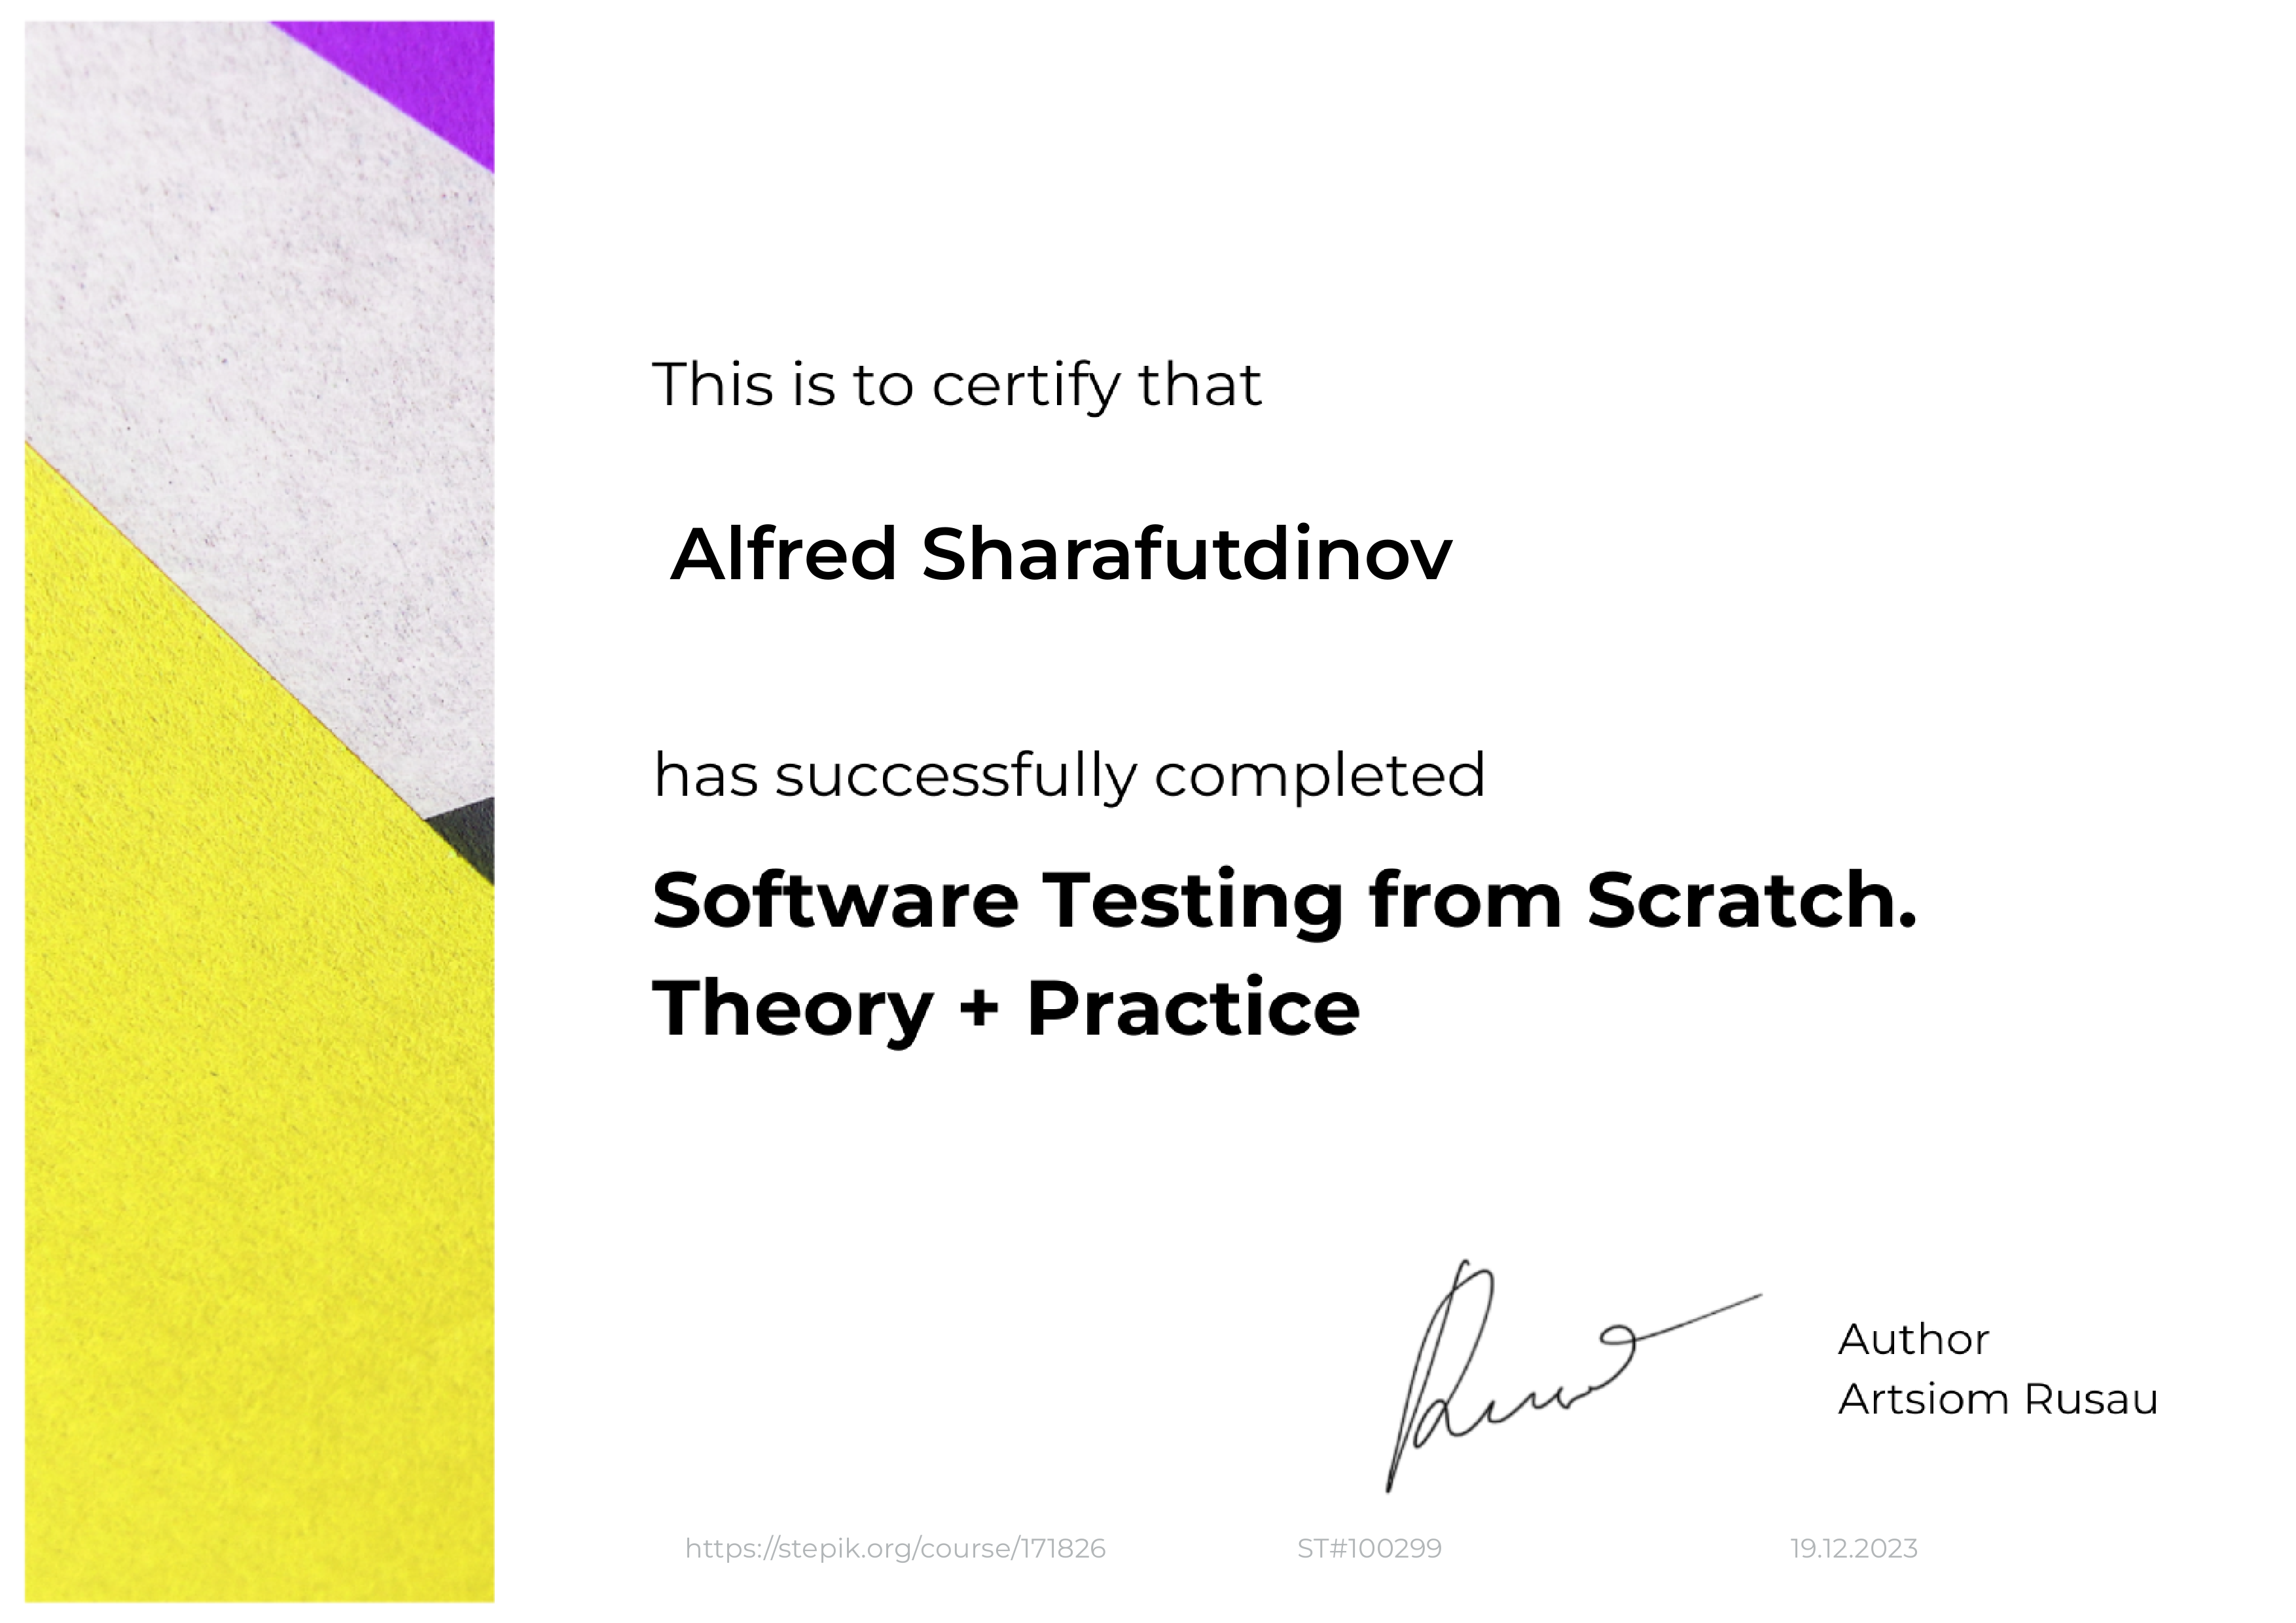 This is to certify that
Alfred Sharafutdinov
has successfully completed
Software Testing from Scratch.
Theory + Practice
Author
Artsiom Rusau
https://stepik.org/course/171826 ST#100299 19.12.2023